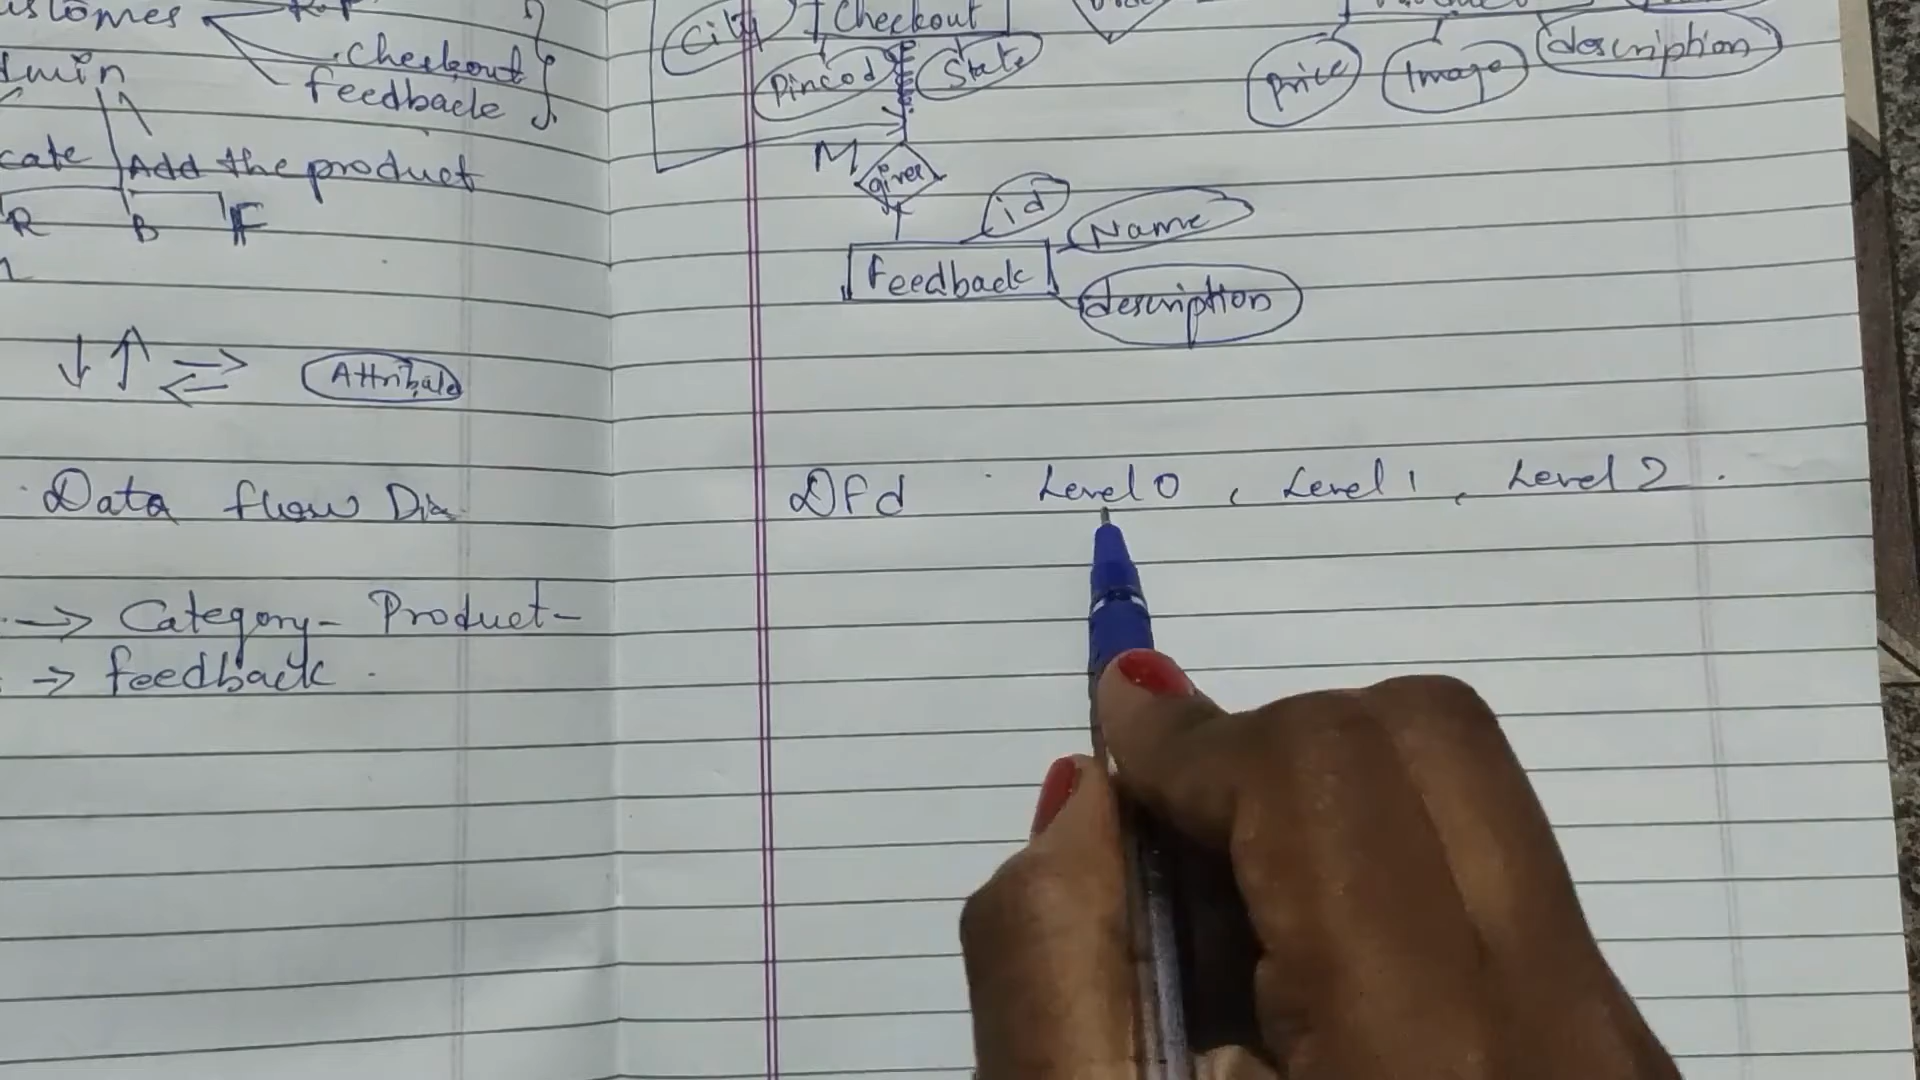 Checkout
feedback
Add the product
R B F
Attribute
Data flow Dia
-> Category - Product -
-> feedback.
City Checkout
Pincod State
Price Image description
M
gives
id
Name
Feedback
description
Dfd Level 0, Level 1, Level 2.